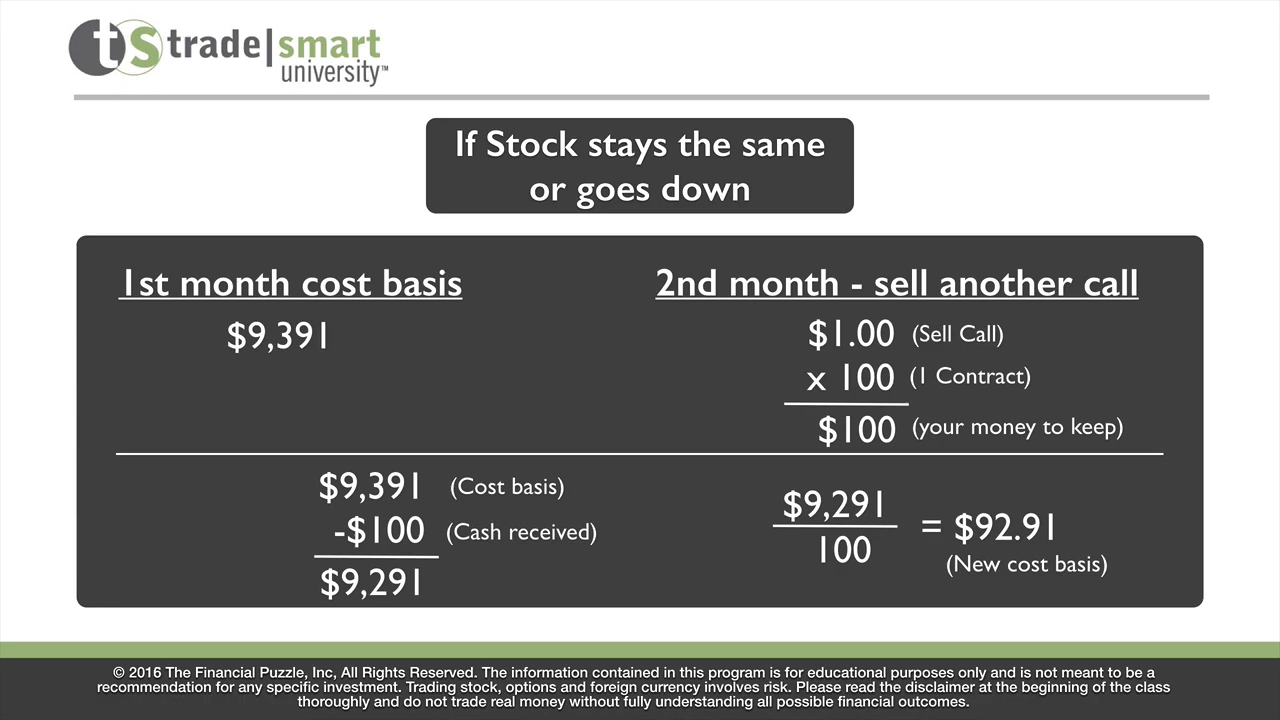 ts trade|smart
university™
If Stock stays the same
or goes down
1st month cost basis
$9,391
2nd month - sell another call
$1.00 (Sell Call)
x 100 (1 Contract)
$100 (your money to keep)
$9,391 (Cost basis)
-$100 (Cash received)
$9,291
$9,291
100
= $92.91
(New cost basis)
© 2016 The Financial Puzzle, Inc, All Rights Reserved. The information contained in this program is for educational purposes only and is not meant to be a
recommendation for any specific investment. Trading stock, options and foreign currency involves risk. Please read the disclaimer at the beginning of the class
thoroughly and do not trade real money without fully understanding all possible financial outcomes.